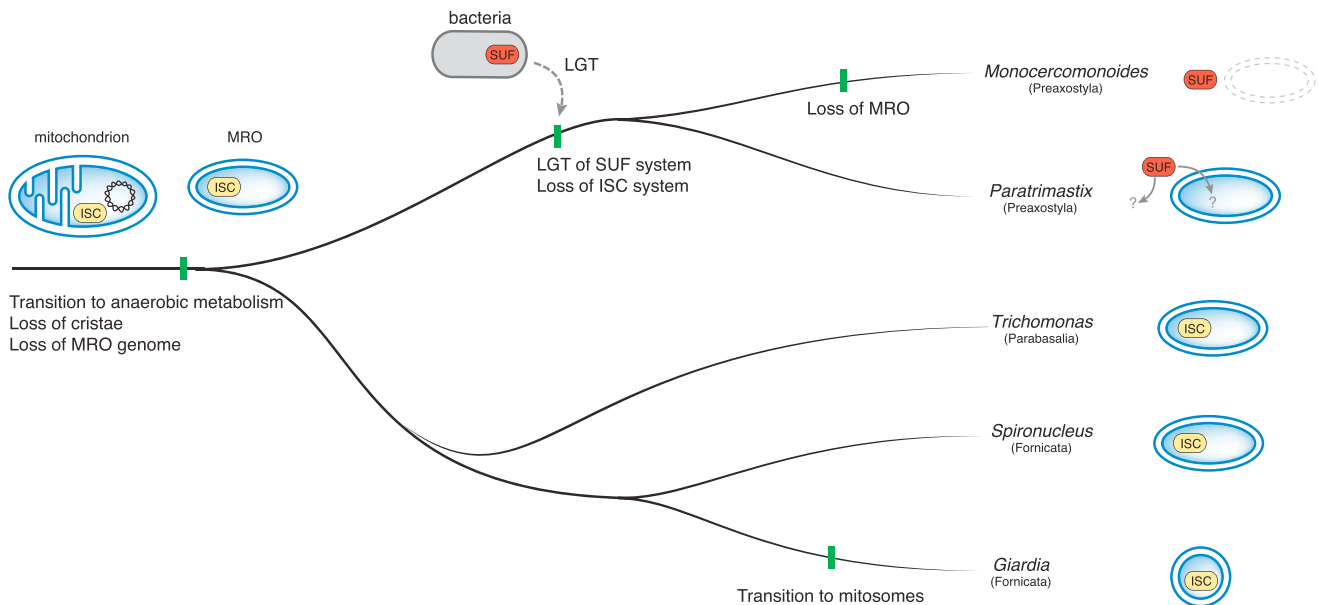 bacteria
SUF
LGT
mitochondrion
MRO
ISC
ISC
Transition to anaerobic metabolism
Loss of cristae
Loss of MRO genome
LGT of SUF system
Loss of ISC system
Loss of MRO
Monocercomonoides
(Preaxostyla)
SUF
Paratrimastix
(Preaxostyla)
SUF
?
?
Trichomonas
(Parabasalia)
ISC
Spironucleus
(Fornicata)
ISC
Transition to mitosomes
Giardia
(Fornicata)
ISC